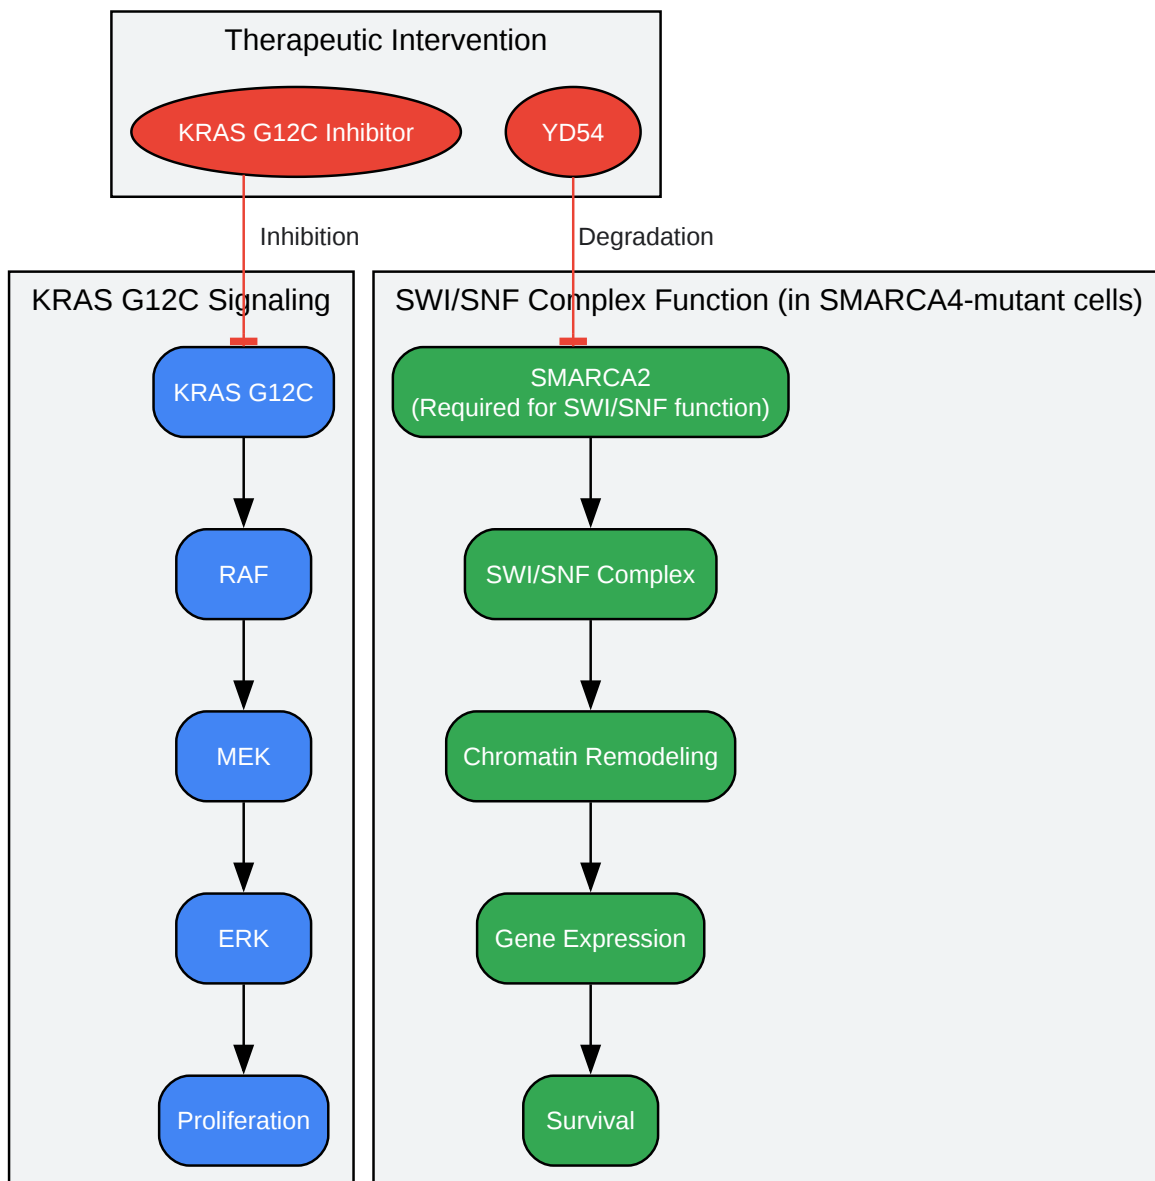 Therapeutic Intervention
KRAS G12C Inhibitor
YD54
Inhibition
Degradation
KRAS G12C Signaling
SWI/SNF Complex Function (in SMARCA4-mutant cells)
KRAS G12C
SMARCA2
(Required for SWI/SNF function)
RAF
SWI/SNF Complex
MEK
Chromatin Remodeling
ERK
Gene Expression
Proliferation
Survival